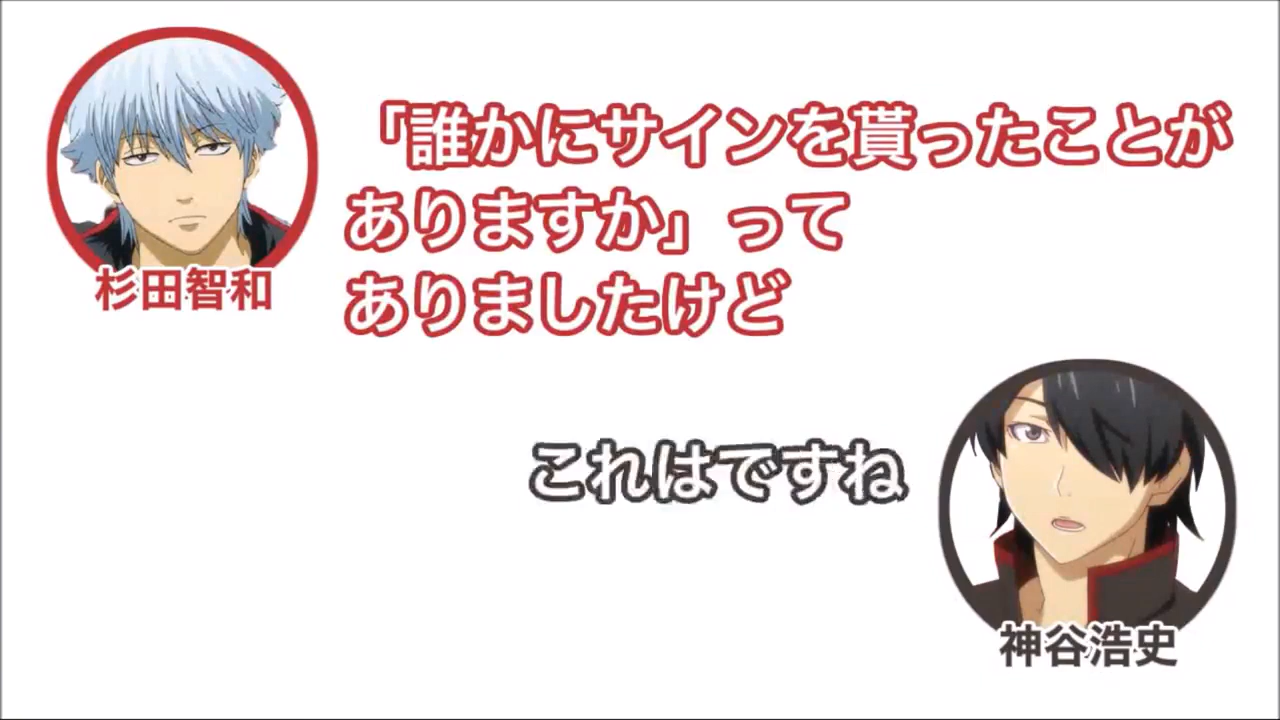 「誰かにサインを貰ったことが
ありますか」って
ありましたけど
杉田智和
これはですね
神谷浩史